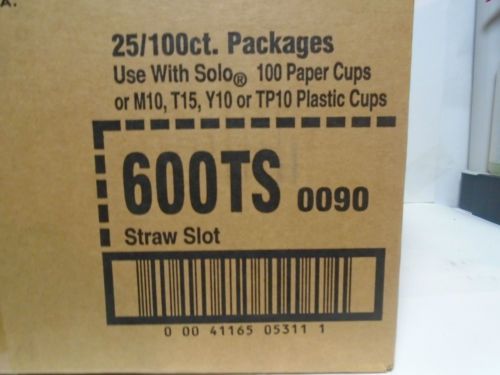 A.
25/100ct. Packages
Use With Solo® 100 Paper Cups
or M10, T15, Y10 or TP10 Plastic Cups
600TS 0090
Straw Slot
0 00 41165 05311 1